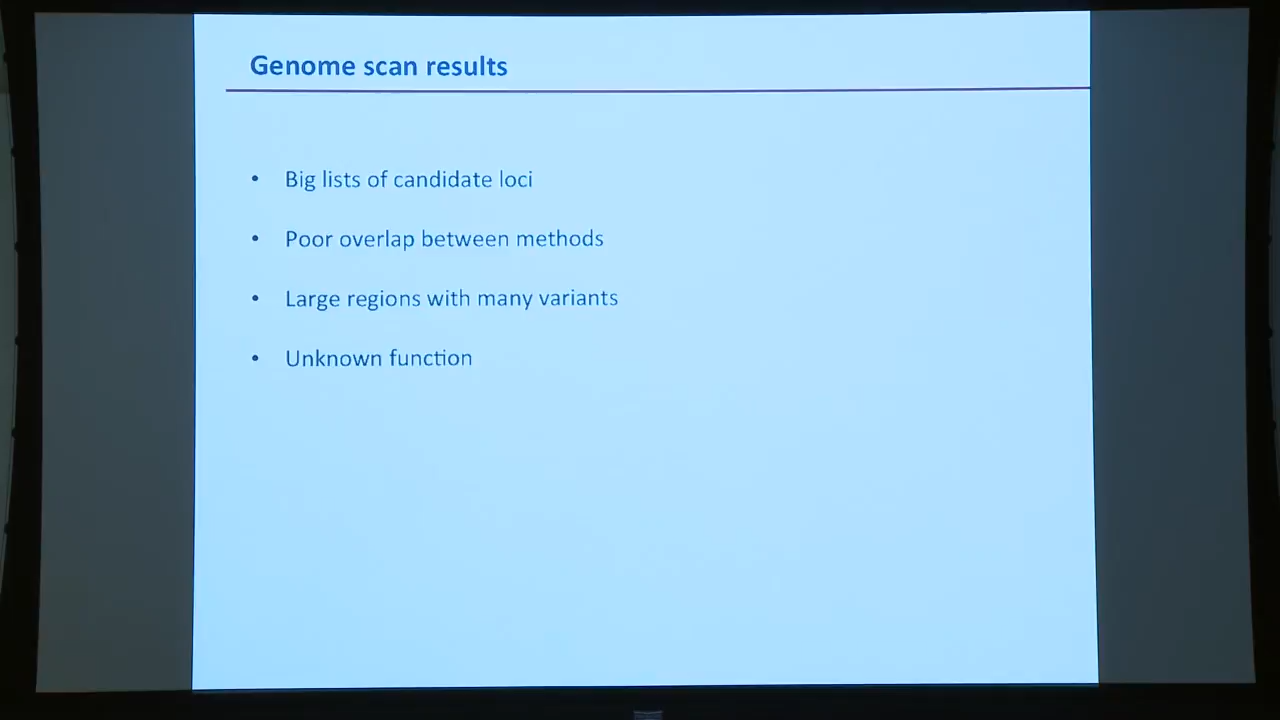 Genome scan results
• Big lists of candidate loci
• Poor overlap between methods
• Large regions with many variants
• Unknown function